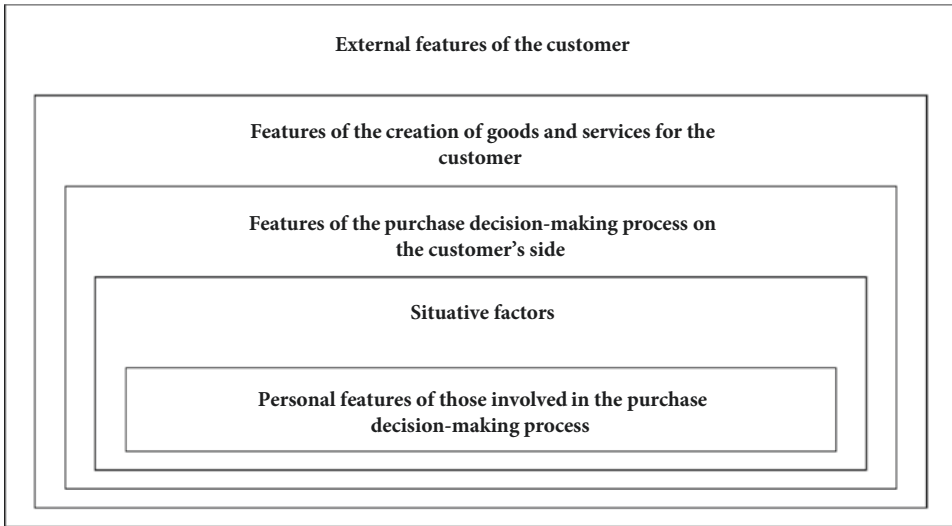 External features of the customer
Features of the creation of goods and services for the
customer
Features of the purchase decision-making process on
the customer's side
Situative factors
Personal features of those involved in the purchase
decision-making process